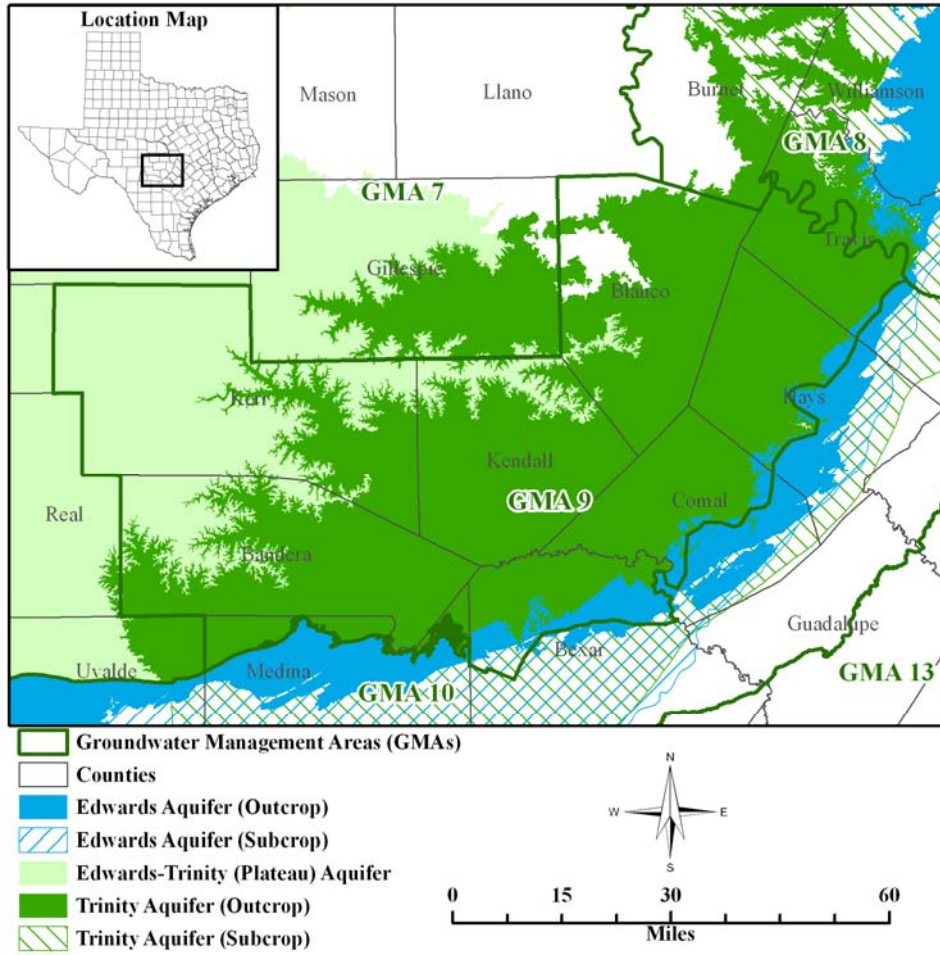 Location Map
Mason
Llano
Burnet
Williamson
GMA 8
GMA 7
Travis
Gillespie
Blanco
Kerr
Hays
Kendall
GMA 9
Comal
Real
Bandera
Guadalupe
Uvalde
Medina
Bexar
GMA 10
GMA 13
Groundwater Management Areas (GMAs)
Counties
Edwards Aquifer (Outcrop)
Edwards Aquifer (Subcrop)
Edwards-Trinity (Plateau) Aquifer
Trinity Aquifer (Outcrop)
Trinity Aquifer (Subcrop)
N
W E
S
0 15 30 60
Miles